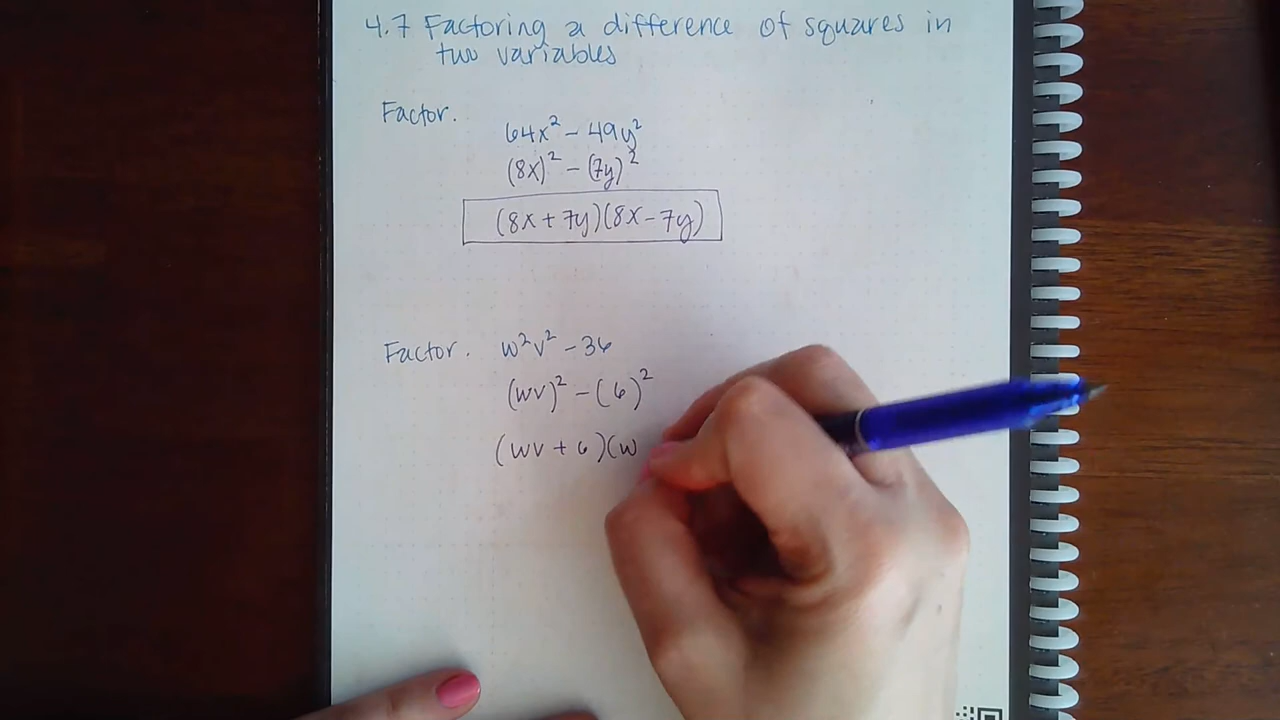 4.7 Factoring a difference of squares in
two variables
Factor.
64x² - 49y²
(8x)² - (7y)²
(8x + 7y)(8x - 7y)
Factor. w²v² - 36
(wv)² - (6)²
(wv + 6)(w